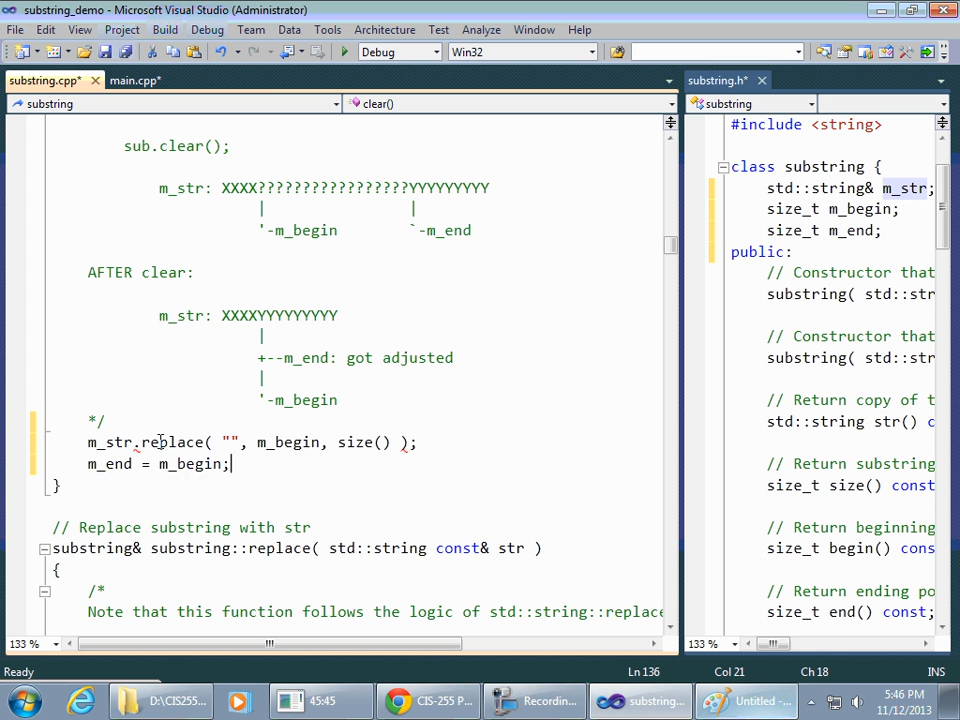 substring_demo - Microsoft Visual Studio (Administrator)
File Edit View Project Build Debug Team Data Tools Architecture Test Analyze Window Help
Debug Win32
substring.cpp* main.cpp*
substring clear()
sub.clear();
m_str: XXXX?????????????????YYYYYYYYY
| |
'-m_begin `-m_end
AFTER clear:
m_str: XXXXYYYYYYYYY
|
+--m_end: got adjusted
|
'-m_begin
*/
m_str.replace( "", m_begin, size() );
m_end = m_begin;
}
// Replace substring with str
substring& substring::replace( std::string const& str )
{
/*
Note that this function follows the logic of std::string::replace
133 %
substring.h*
substring
#include <string>
class substring {
std::string& m_str;
size_t m_begin;
size_t m_end;
public:
// Constructor that
substring( std::str
// Constructor that
substring( std::str
// Return copy of t
std::string str() c
// Return substring
size_t size() const
// Return beginning
size_t begin() cons
// Return ending po
size_t end() const;
133 %
Ready Ln 136 Col 21 Ch 18 INS
D:\CIS255... 45:45 CIS-255 P... Recordin... substring... Untitled -... 5:46 PM
11/12/2013